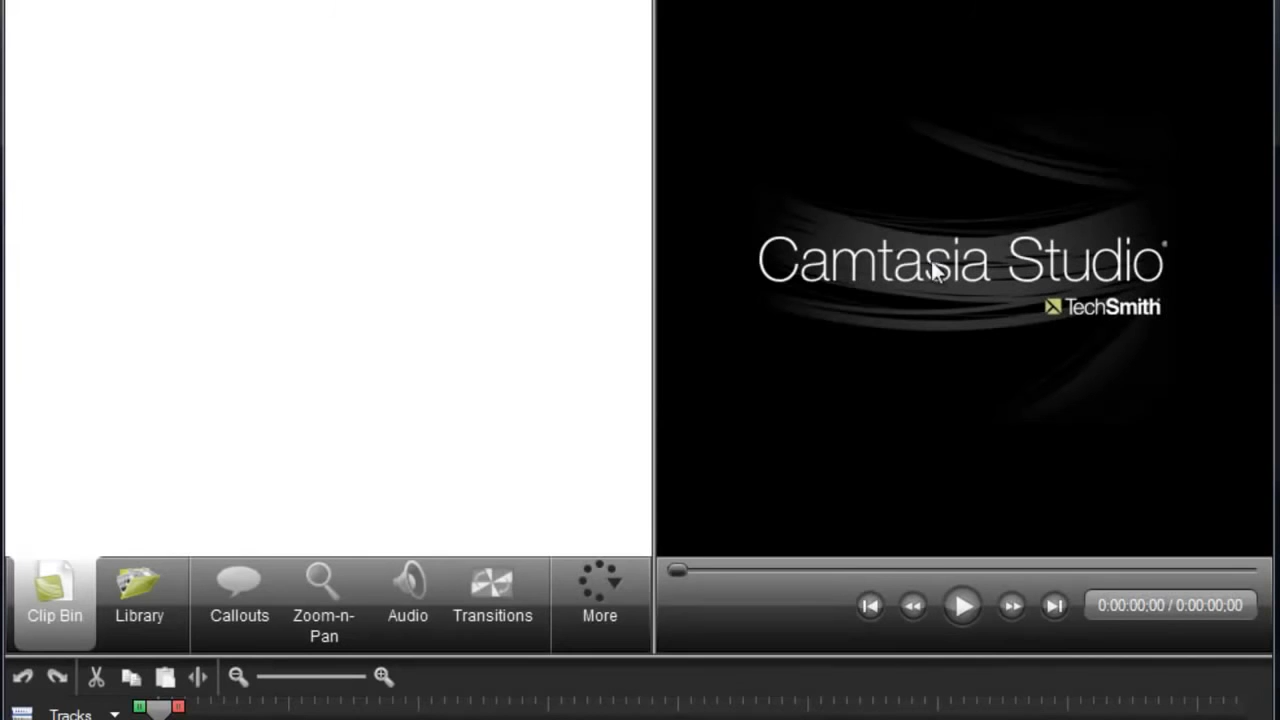 Camtasia Studio®
TechSmith
Clip Bin
Library
Callouts
Zoom-n-
Pan
Audio
Transitions
More
0:00:00;00 / 0:00:00;00
Tracks